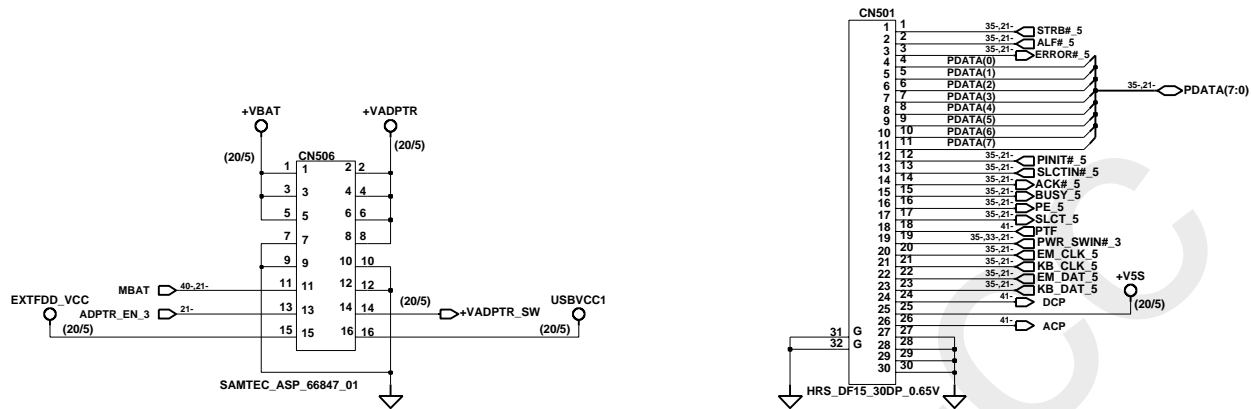 +VBAT
+VADPTR
(20/5)
(20/5)
CN506
1 1 2 2
3 3 4 4
5 5 6 6
7 7 8 8
9 9 10 10
MBAT 40-,21- 11 11 12 12
EXTFDD_VCC
ADPTR_EN_3 21- 13 13 14 14 (20/5) +VADPTR_SW
USBVCC1
(20/5) 15 15 16 16 (20/5)
SAMTEC_ASP_66847_01
CN501
1 1 35-,21- STRB#_5
2 2 35-,21- ALF#_5
3 3 35-,21- ERROR#_5
4 4 PDATA(0)
5 5 PDATA(1)
6 6 PDATA(2)
7 7 PDATA(3)
35-,21- PDATA(7:0)
8 8 PDATA(4)
9 9 PDATA(5)
10 10 PDATA(6)
11 11 PDATA(7)
12 12 35-,21- PINIT#_5
13 13 35-,21- SLCTIN#_5
14 14 35-,21- ACK#_5
15 15 35-,21- BUSY_5
16 16 35-,21- PE_5
17 17 35-,21- SLCT_5
18 18 41- PTF
19 19 35-,33-,21- PWR_SWIN#_3
20 20 35-,21- EM_CLK_5
21 21 35-,21- KB_CLK_5
22 22 35-,21- EM_DAT_5
23 23 35-,21- KB_DAT_5
+V5S
24 24 41- DCP
(20/5)
25 25
26 26 41- ACP
31 G 27 27
32 G 28 28
29 29
30 30
HRS_DF15_30DP_0.65V
CC